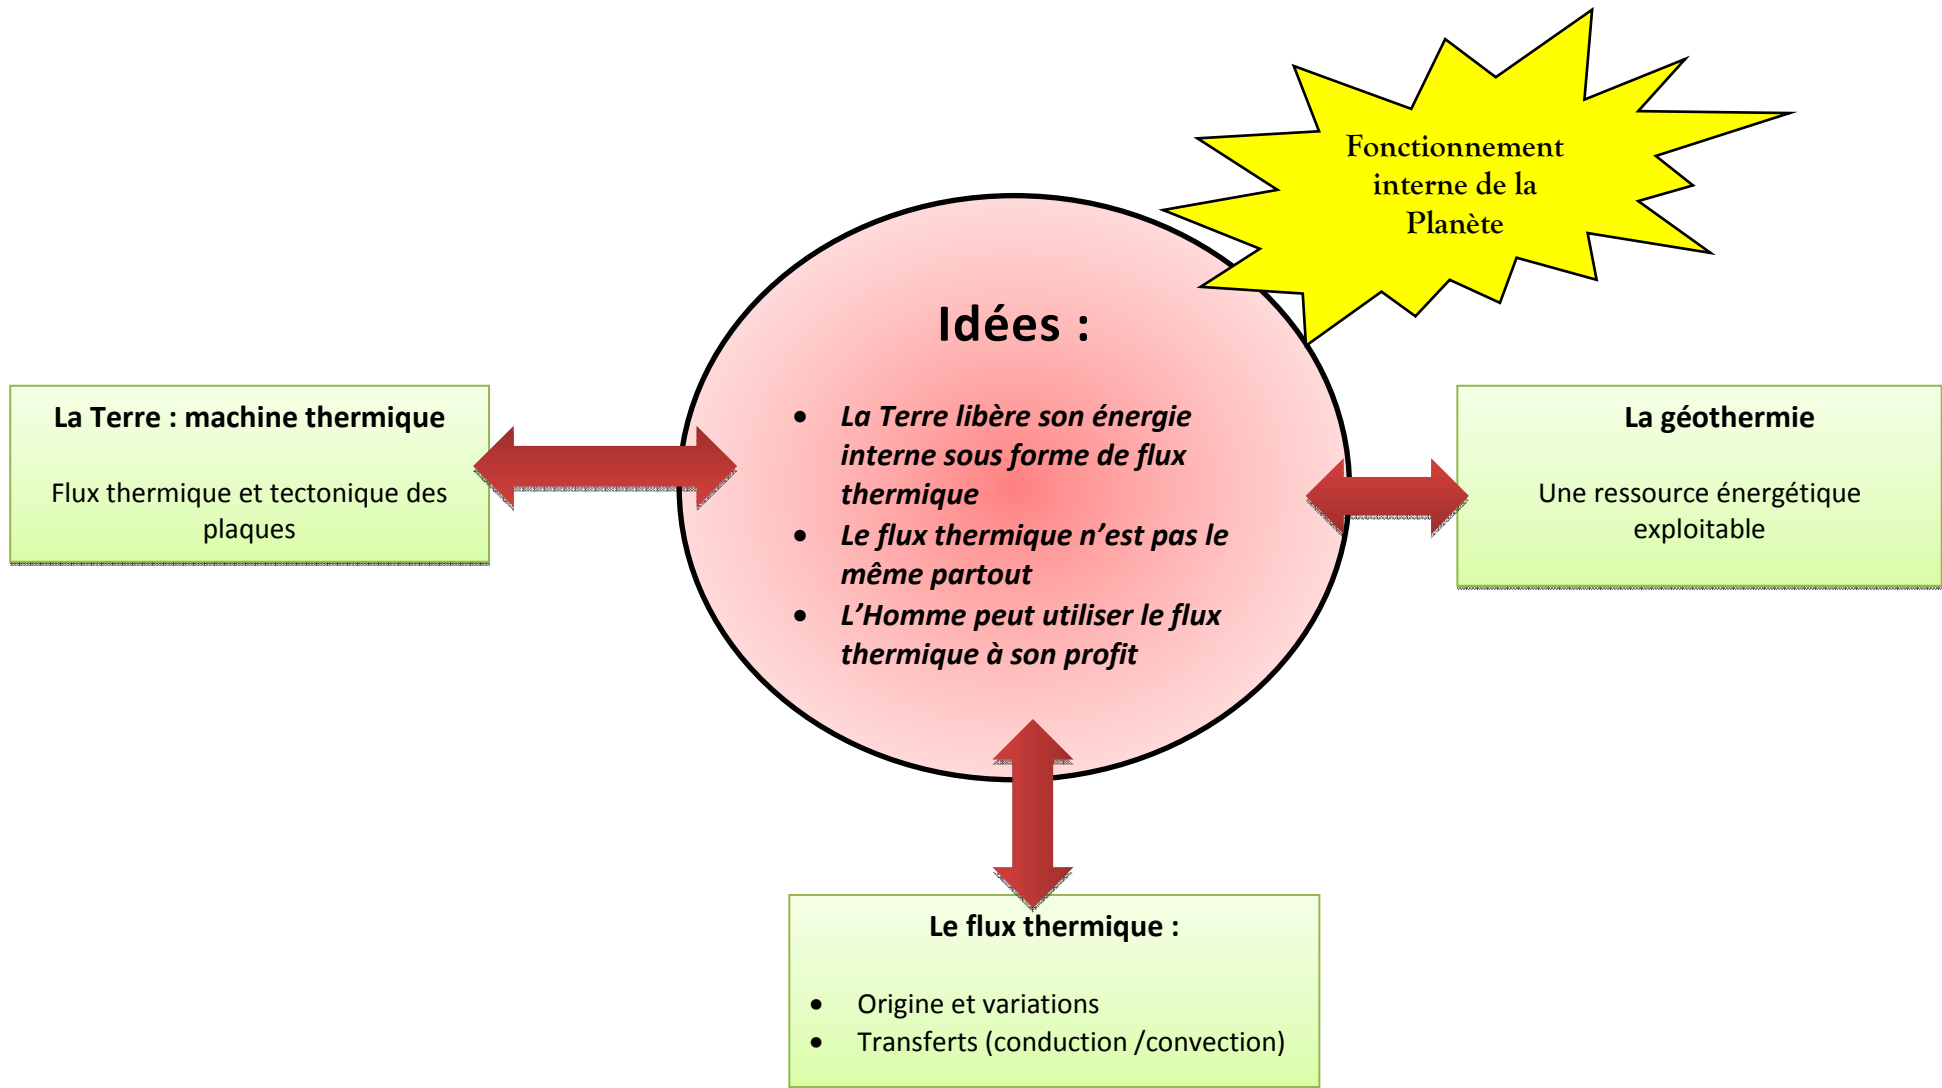 Fonctionnement
interne de la
Planète
Idées :
• La Terre libère son énergie
interne sous forme de flux
thermique
• Le flux thermique n’est pas le
même partout
• L’Homme peut utiliser le flux
thermique à son profit
La Terre : machine thermique
Flux thermique et tectonique des
plaques
La géothermie
Une ressource énergétique
exploitable
Le flux thermique :
• Origine et variations
• Transferts (conduction /convection)